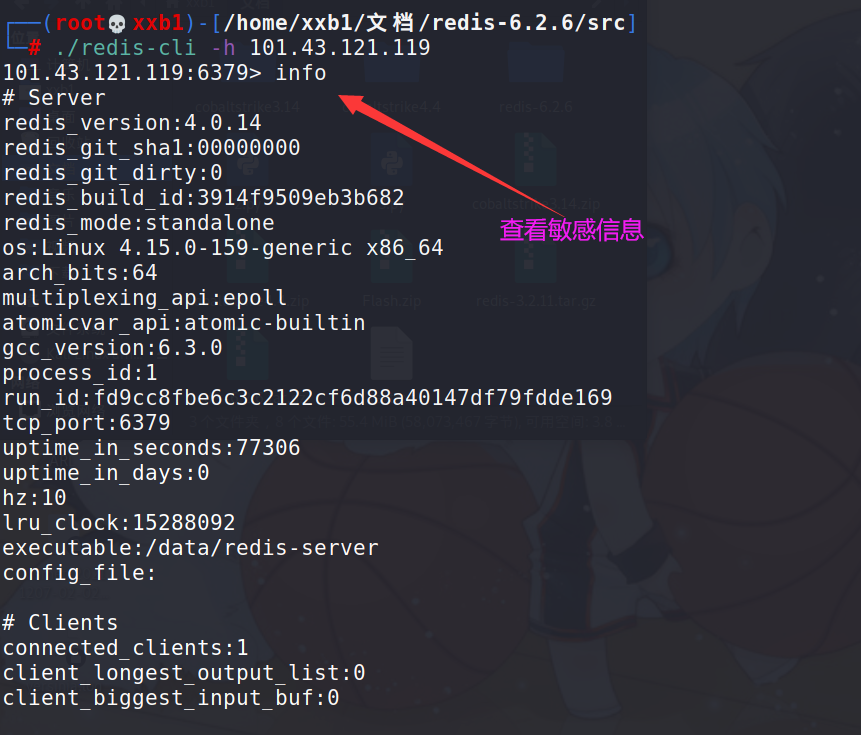 ┌──(root💀xxb1)-[/home/xxb1/文档/redis-6.2.6/src]
└─# ./redis-cli -h 101.43.121.119
101.43.121.119:6379> info
# Server
redis_version:4.0.14
redis_git_sha1:00000000
redis_git_dirty:0
redis_build_id:3914f9509eb3b682
redis_mode:standalone
查看敏感信息
os:Linux 4.15.0-159-generic x86_64
arch_bits:64
multiplexing_api:epoll
atomicvar_api:atomic-builtin
gcc_version:6.3.0
process_id:1
run_id:fd9cc8fbe6c3c2122cf6d88a40147df79fdde169
tcp_port:6379
uptime_in_seconds:77306
uptime_in_days:0
hz:10
lru_clock:15288092
executable:/data/redis-server
config_file:
# Clients
connected_clients:1
client_longest_output_list:0
client_biggest_input_buf:0